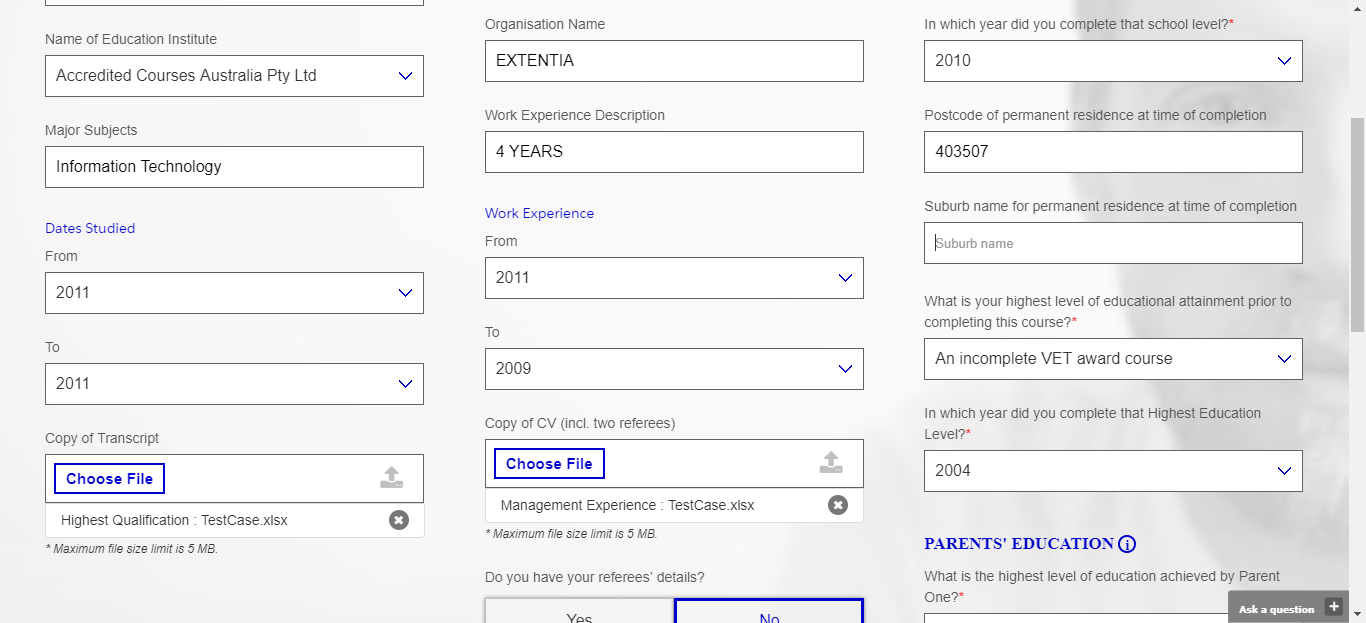 Name of Education Institute
Accredited Courses Australia Pty Ltd
Major Subjects
Information Technology
Dates Studied
From
2011
To
2011
Copy of Transcript
Choose File
Highest Qualification : TestCase.xlsx
* Maximum file size limit is 5 MB.
Organisation Name
EXTENTIA
Work Experience Description
4 YEARS
Work Experience
From
2011
To
2009
Copy of CV (incl. two referees)
Choose File
Management Experience : TestCase.xlsx
* Maximum file size limit is 5 MB.
Do you have your referees’ details?
Yes
No
In which year did you complete that school level?*
2010
Postcode of permanent residence at time of completion
403507
Suburb name for permanent residence at time of completion
Suburb name
What is your highest level of educational attainment prior to
completing this course?*
An incomplete VET award course
In which year did you complete that Highest Education
Level?*
2004
PARENTS' EDUCATION
What is the highest level of education achieved by Parent
One?*
Ask a question